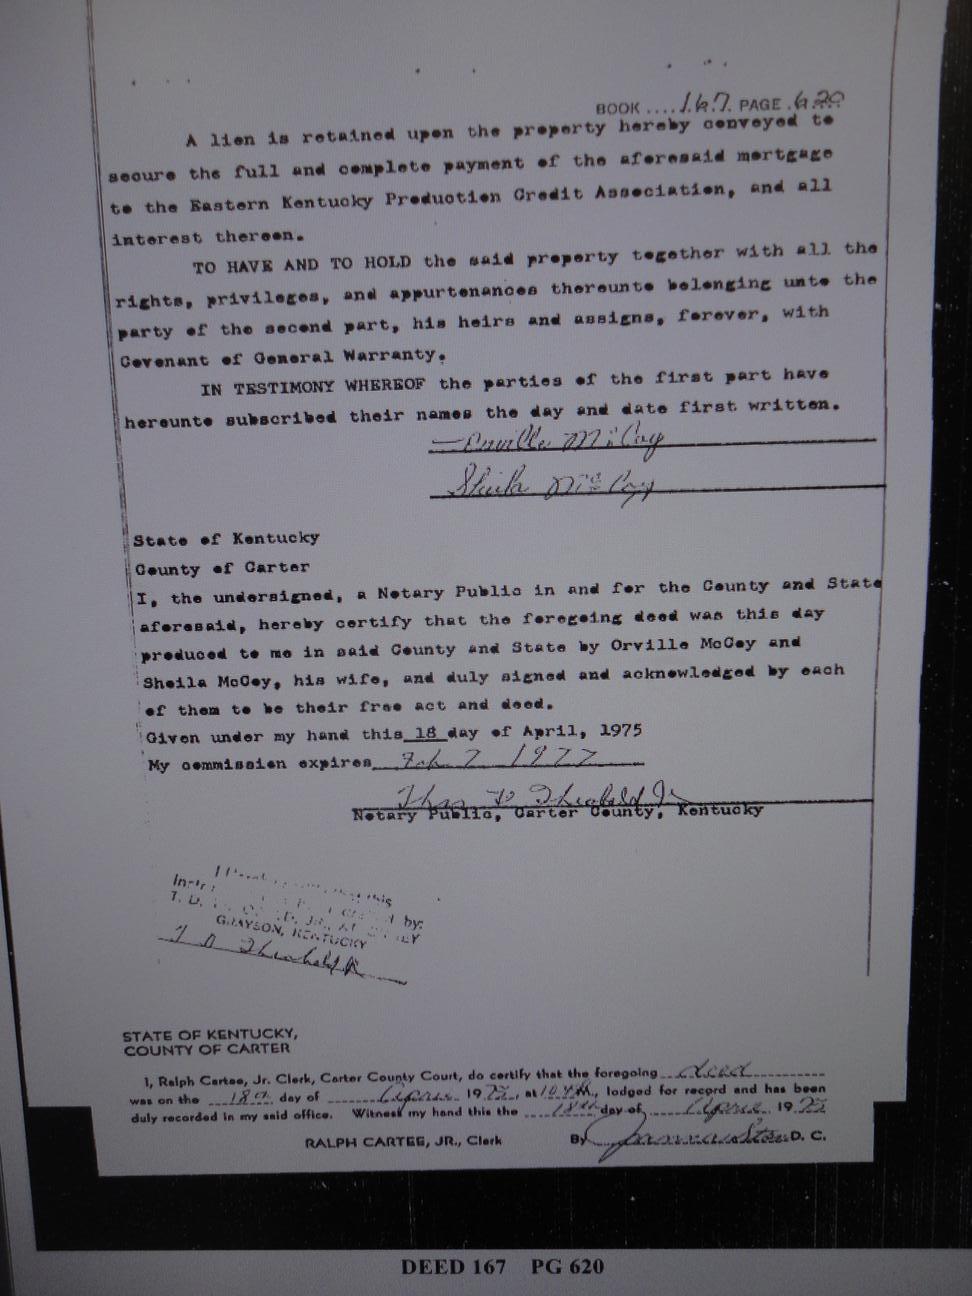 BOOK ....167. PAGE .620
A lien is retained upon the property hereby conveyed to
secure the full and complete payment of the aforesaid mortgage
to the Eastern Kentucky Production Credit Association, and all
interest thereon.
TO HAVE AND TO HOLD the said property together with all the
rights, privileges, and appurtenances thereunto belonging unto the
party of the second part, his heirs and assigns, forever, with
Covenant of General Warranty.
IN TESTIMONY WHEREOF the parties of the first part have
hereunto subscribed their names the day and date first written.
Orville McCoy
Sheila McCoy
State of Kentucky
County of Carter
I, the undersigned, a Notary Public in and for the County and State
aforesaid, hereby certify that the foregoing deed was this day
produced to me in said County and State by Orville McCoy and
Sheila McCoy, his wife, and duly signed and acknowledged by each
of them to be their free act and deed.
Given under my hand this 18 day of April, 1975
My commission expires Feb 7 1977
Notary Public, Carter County, Kentucky
this
by:
GRAYSON, KENTUCKY
STATE OF KENTUCKY,
COUNTY OF CARTER
I, Ralph Cartee, Jr. Clerk, Carter County Court, do certify that the foregoing deed
was on the 18th day of April 1975, at 10 AM., lodged for record and has been
duly recorded in my said office. Witness my hand this the 18th day of April 1975
RALPH CARTEE, JR., Clerk By D. C.
DEED 167 PG 620